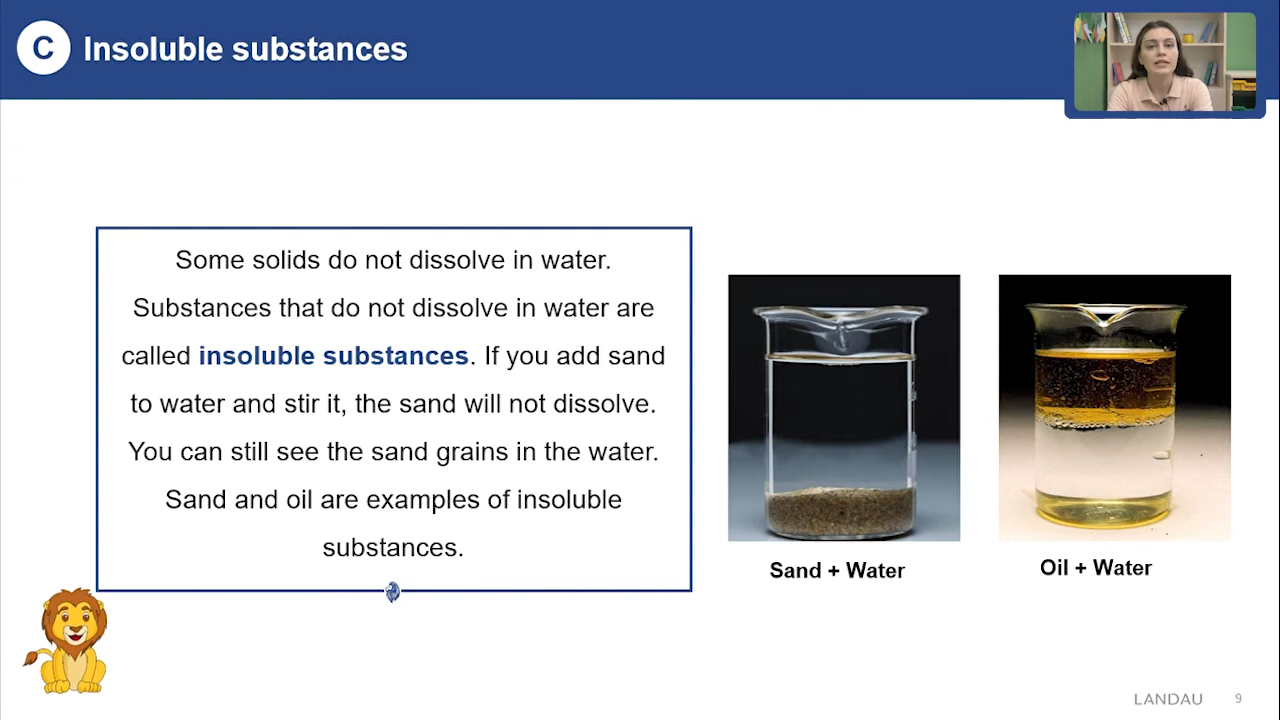 C Insoluble substances
Some solids do not dissolve in water.
Substances that do not dissolve in water are
called insoluble substances. If you add sand
to water and stir it, the sand will not dissolve.
You can still see the sand grains in the water.
Sand and oil are examples of insoluble
substances.
Sand + Water
Oil + Water
LANDAU 9